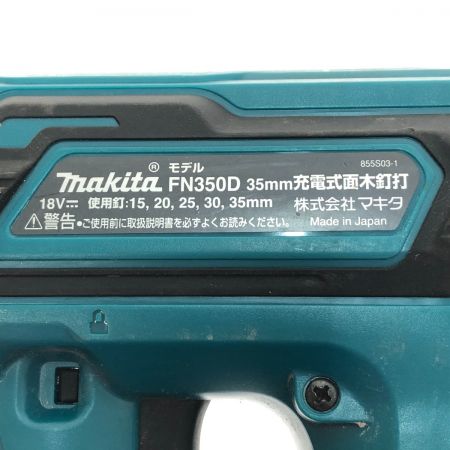 855S03-1
makita® モデル FN350D 35mm充電式面木釘打
18V⎓ 使用釘:15, 20, 25, 30, 35mm 株式会社マキタ
⚠警告•ご使用前に取扱説明書を必ずよくお読みください。 Made in Japan